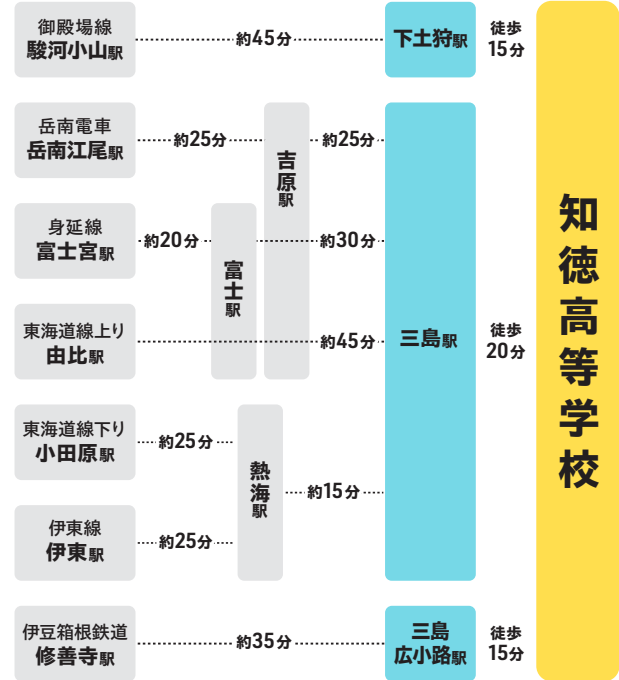 御殿場線
駿河小山駅
約45分
下土狩駅
徒歩
15分
岳南電車
岳南江尾駅
約25分
吉原駅
約25分
身延線
富士宮駅
約20分
富士駅
約30分
東海道線上り
由比駅
約45分
三島駅
徒歩
20分
東海道線下り
小田原駅
約25分
熱海駅
約15分
伊東線
伊東駅
約25分
伊豆箱根鉄道
修善寺駅
約35分
三島
広小路駅
徒歩
15分
知徳高等学校